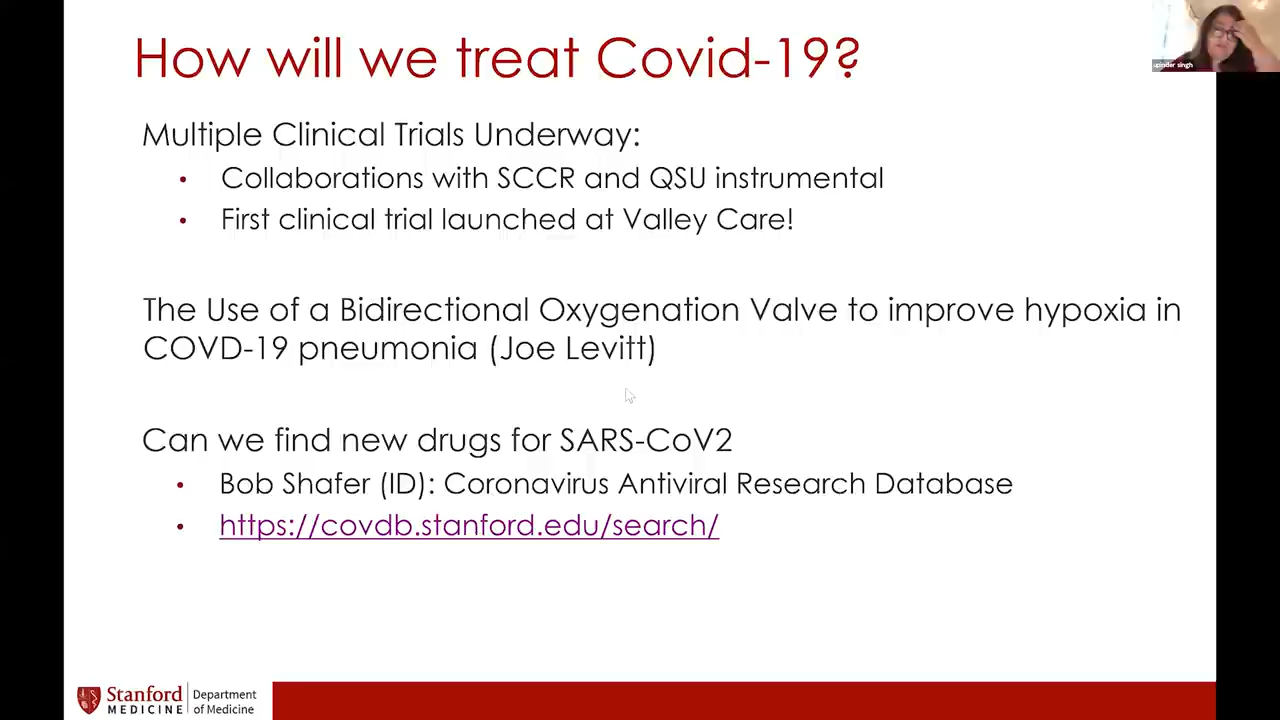 How will we treat Covid-19?
upinder singh
Multiple Clinical Trials Underway:
• Collaborations with SCCR and QSU instrumental
• First clinical trial launched at Valley Care!
The Use of a Bidirectional Oxygenation Valve to improve hypoxia in
COVD-19 pneumonia (Joe Levitt)
Can we find new drugs for SARS-CoV2
• Bob Shafer (ID): Coronavirus Antiviral Research Database
• https://covdb.stanford.edu/search/
Stanford
MEDICINE
Department
of Medicine